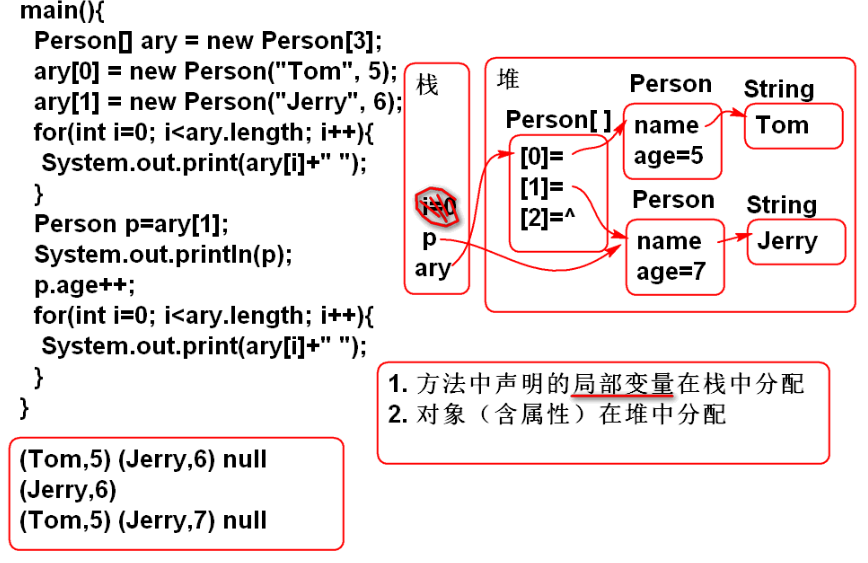 main(){
Person[] ary = new Person[3];
ary[0] = new Person("Tom", 5);
ary[1] = new Person("Jerry", 6);
for(int i=0; i<ary.length; i++){
System.out.print(ary[i]+" ");
}
Person p=ary[1];
System.out.println(p);
p.age++;
for(int i=0; i<ary.length; i++){
System.out.print(ary[i]+" ");
}
}
栈
i=0
p
ary
堆
Person[ ]
[0]=
[1]=
[2]=^
Person
name
age=5
String
Tom
Person
name
age=7
String
Jerry
1. 方法中声明的局部变量在栈中分配
2. 对象（含属性）在堆中分配
(Tom,5) (Jerry,6) null
(Jerry,6)
(Tom,5) (Jerry,7) null